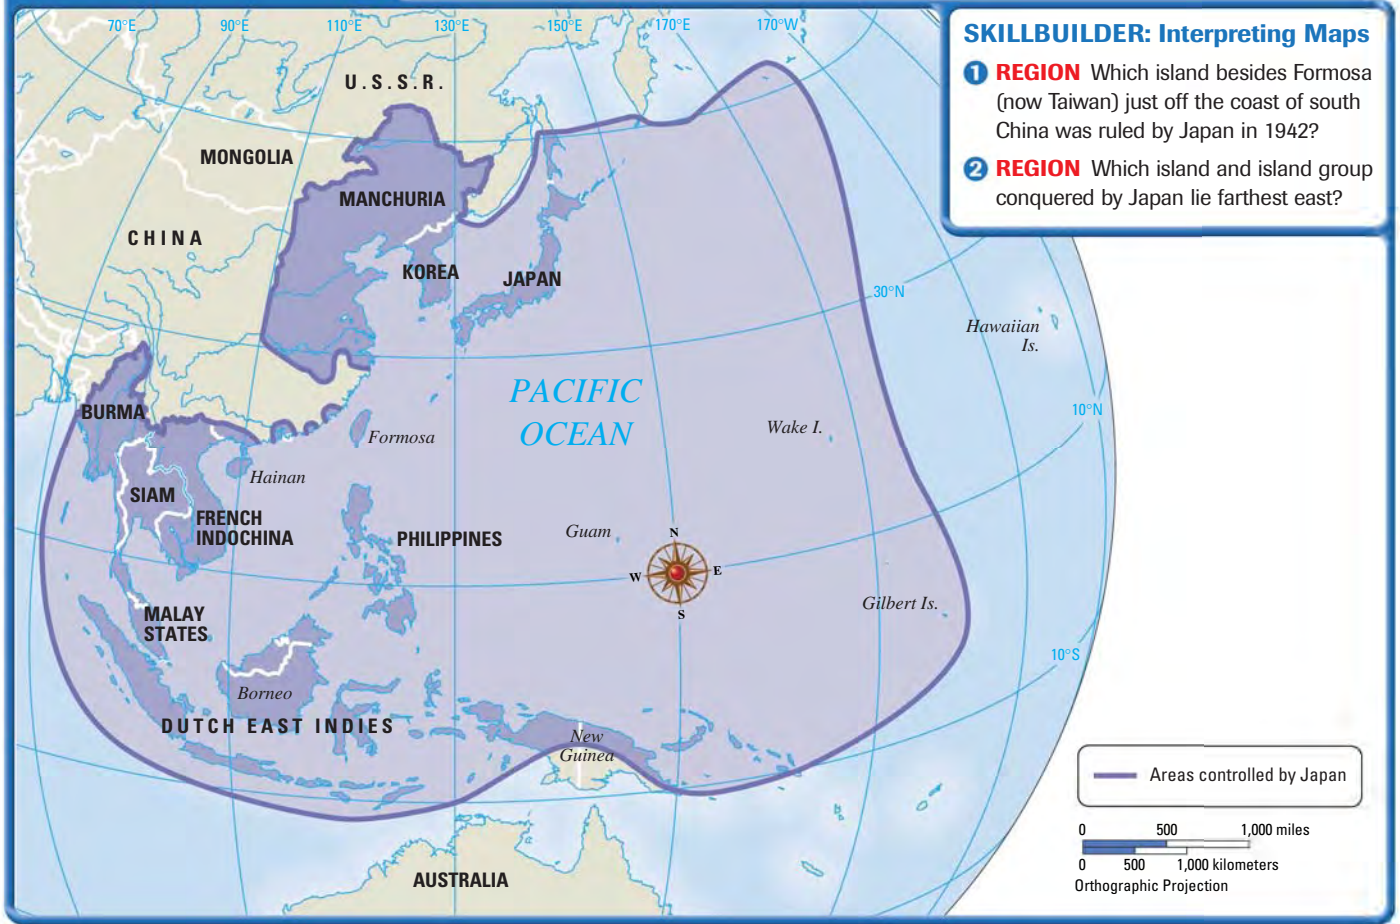 70°E 90°E 110°E 130°E 150°E 170°E 170°W
SKILLBUILDER: Interpreting Maps
1 REGION Which island besides Formosa
(now Taiwan) just off the coast of south
China was ruled by Japan in 1942?
2 REGION Which island and island group
conquered by Japan lie farthest east?
U.S.S.R.
MONGOLIA
MANCHURIA
CHINA
KOREA
JAPAN
30°N
Hawaiian
Is.
PACIFIC
OCEAN
BURMA
10°N
Formosa
Wake I.
Hainan
SIAM
FRENCH
INDOCHINA
PHILIPPINES
Guam
N
W
E
S
Gilbert Is.
MALAY
STATES
10°S
Borneo
DUTCH EAST INDIES
New
Guinea
Areas controlled by Japan
0 500 1,000 miles
0 500 1,000 kilometers
Orthographic Projection
AUSTRALIA